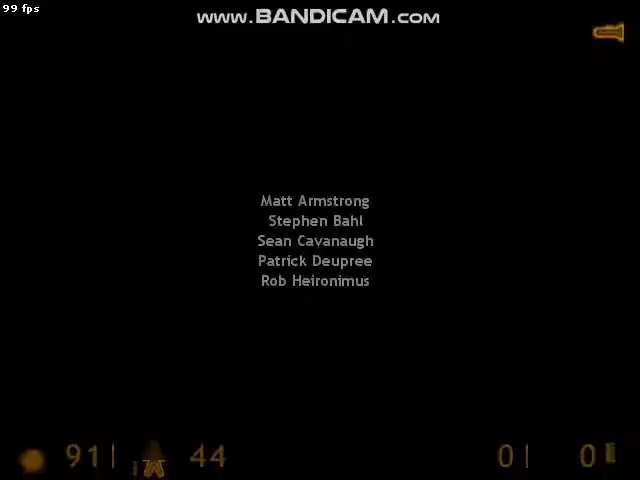 99 fps
WWW.BANDICAM.COM
Matt Armstrong
Stephen Bahl
Sean Cavanaugh
Patrick Deupree
Rob Heironimus
91 44 0 0